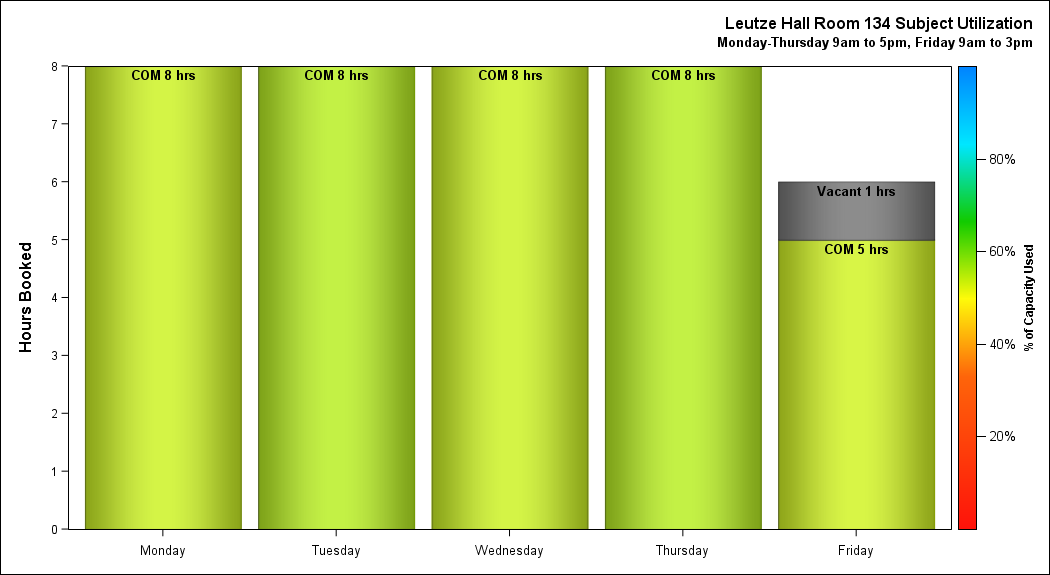 Leutze Hall Room 134 Subject Utilization
Monday-Thursday 9am to 5pm, Friday 9am to 3pm
Hours Booked
8
7
6
5
4
3
2
1
0
COM 8 hrs
COM 8 hrs
COM 8 hrs
COM 8 hrs
Vacant 1 hrs
COM 5 hrs
Monday
Tuesday
Wednesday
Thursday
Friday
80%
60%
40%
20%
% of Capacity Used